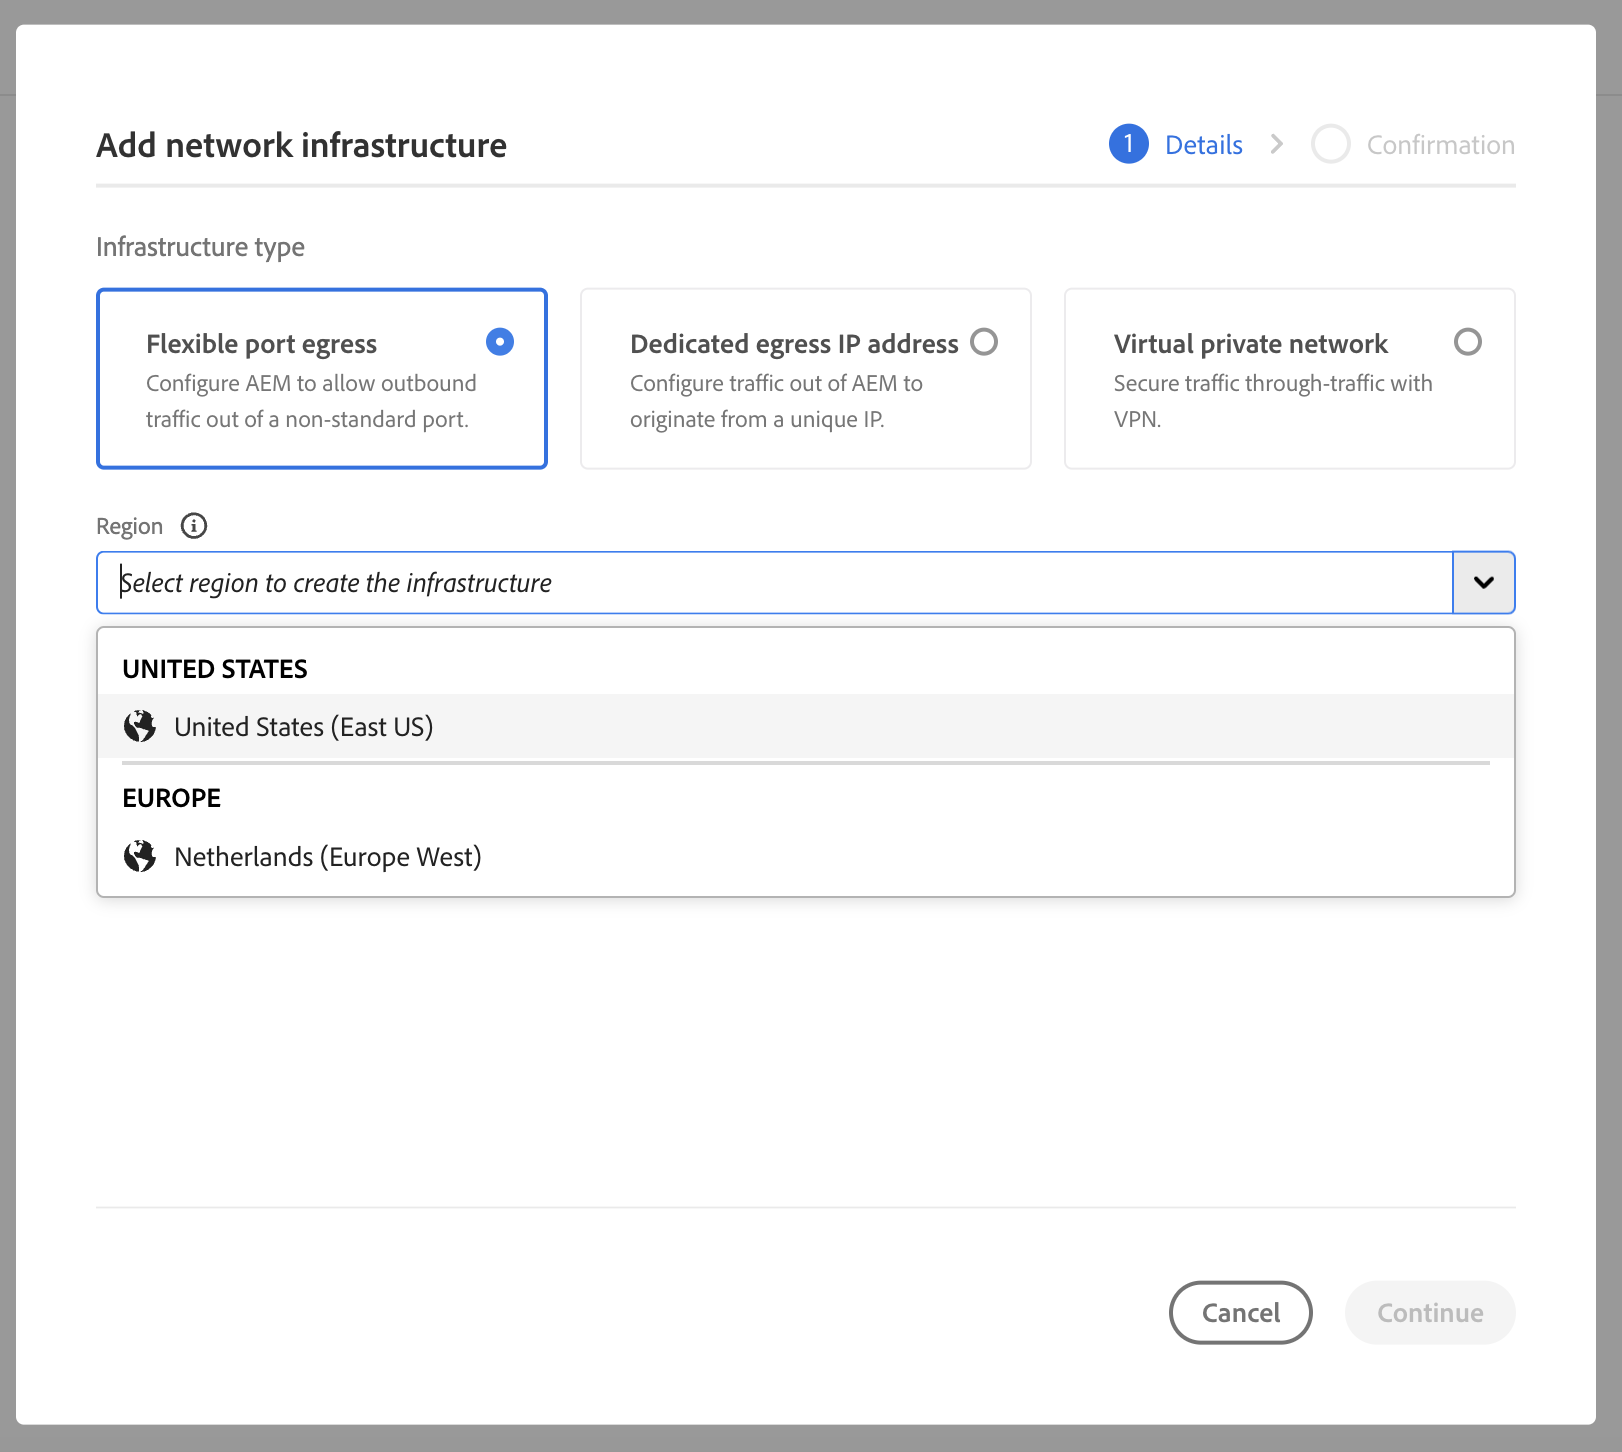 Add network infrastructure
1 Details Confirmation
Infrastructure type
Flexible port egress
Configure AEM to allow outbound
traffic out of a non-standard port.
Dedicated egress IP address
Configure traffic out of AEM to
originate from a unique IP.
Virtual private network
Secure traffic through-traffic with
VPN.
Region
Select region to create the infrastructure
UNITED STATES
United States (East US)
EUROPE
Netherlands (Europe West)
Cancel Continue